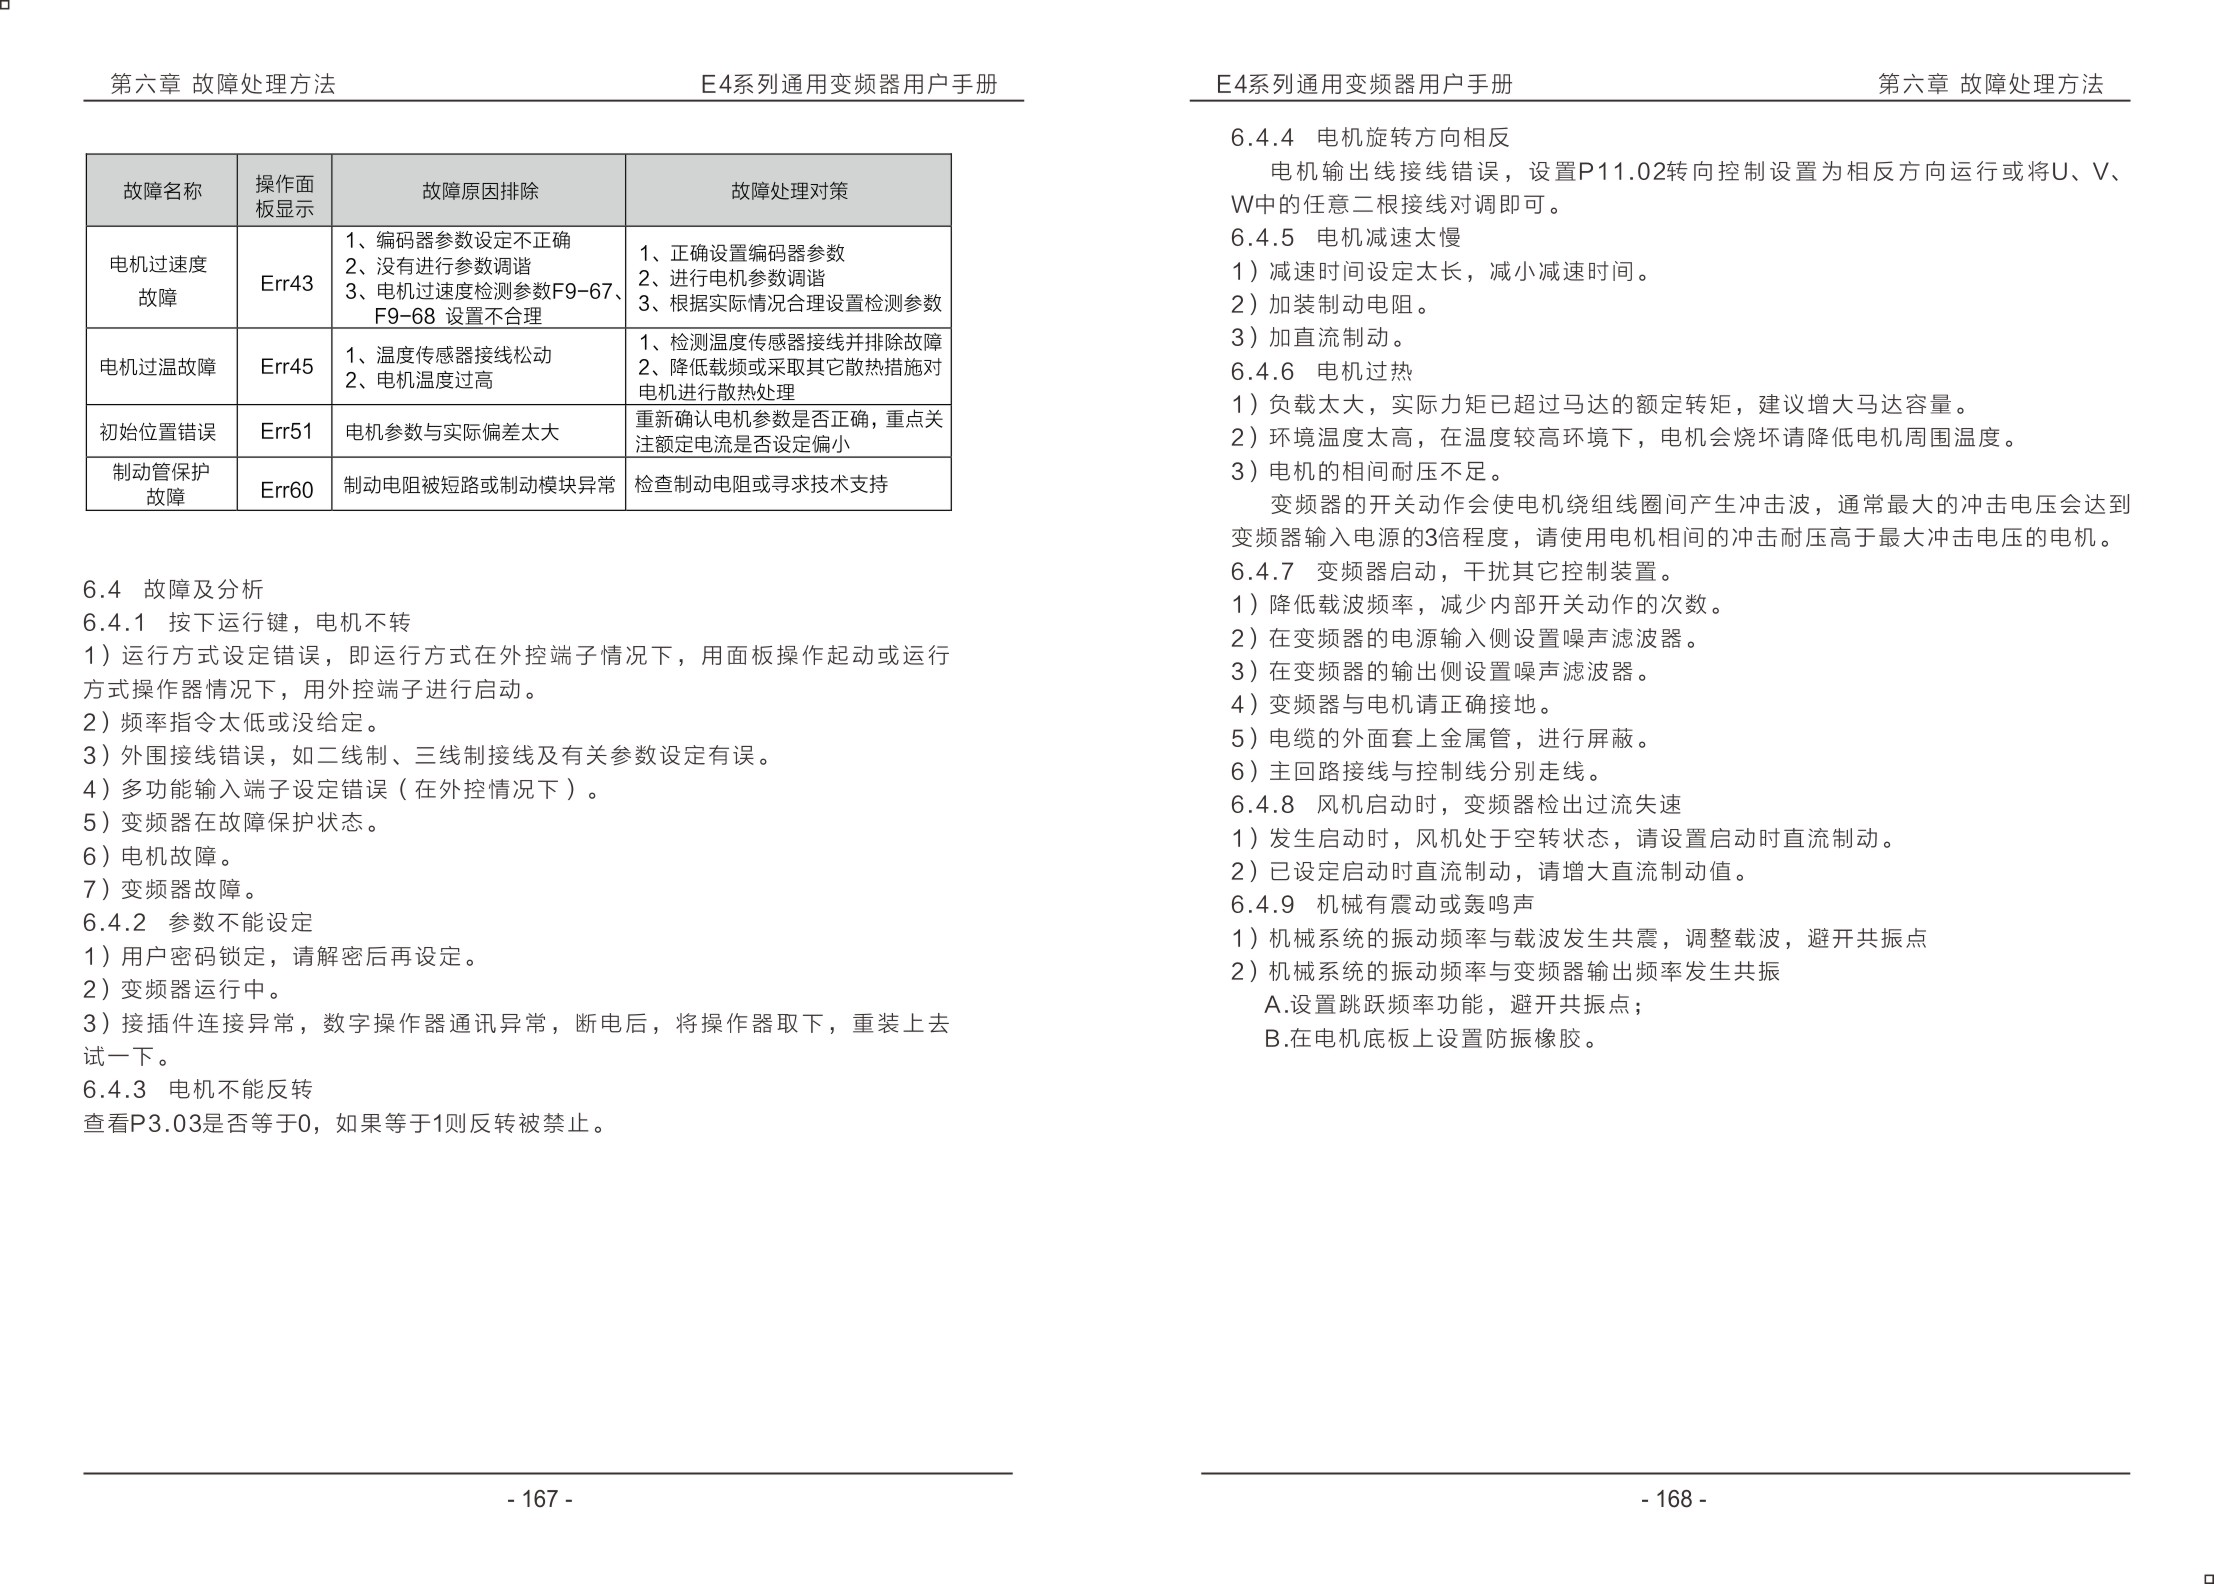 第六章 故障处理方法
E4系列通用变频器用户手册
故障名称
操作面
板显示
故障原因排除
故障处理对策
电机过速度
故障
Err43
1、编码器参数设定不正确
2、没有进行参数调谐
3、电机过速度检测参数F9-67、
F9-68 设置不合理
1、正确设置编码器参数
2、进行电机参数调谐
3、根据实际情况合理设置检测参数
电机过温故障
Err45
1、温度传感器接线松动
2、电机温度过高
1、检测温度传感器接线并排除故障
2、降低载频或采取其它散热措施对
电机进行散热处理
初始位置错误
Err51
电机参数与实际偏差太大
重新确认电机参数是否正确，重点关
注额定电流是否设定偏小
制动管保护
故障
Err60
制动电阻被短路或制动模块异常
检查制动电阻或寻求技术支持
6.4 故障及分析
6.4.1 按下运行键，电机不转
1）运行方式设定错误，即运行方式在外控端子情况下，用面板操作起动或运行
方式操作器情况下，用外控端子进行启动。
2）频率指令太低或没给定。
3）外围接线错误，如二线制、三线制接线及有关参数设定有误。
4）多功能输入端子设定错误（在外控情况下）。
5）变频器在故障保护状态。
6）电机故障。
7）变频器故障。
6.4.2 参数不能设定
1）用户密码锁定，请解密后再设定。
2）变频器运行中。
3）接插件连接异常，数字操作器通讯异常，断电后，将操作器取下，重装上去
试一下。
6.4.3 电机不能反转
查看P3.03是否等于0，如果等于1则反转被禁止。
- 167 -
E4系列通用变频器用户手册
第六章 故障处理方法
6.4.4 电机旋转方向相反
电机输出线接线错误，设置P11.02转向控制设置为相反方向运行或将U、V、
W中的任意二根接线对调即可。
6.4.5 电机减速太慢
1）减速时间设定太长，减小减速时间。
2）加装制动电阻。
3）加直流制动。
6.4.6 电机过热
1）负载太大，实际力矩已超过马达的额定转矩，建议增大马达容量。
2）环境温度太高，在温度较高环境下，电机会烧坏请降低电机周围温度。
3）电机的相间耐压不足。
变频器的开关动作会使电机绕组线圈间产生冲击波，通常最大的冲击电压会达到
变频器输入电源的3倍程度，请使用电机相间的冲击耐压高于最大冲击电压的电机。
6.4.7 变频器启动，干扰其它控制装置。
1）降低载波频率，减少内部开关动作的次数。
2）在变频器的电源输入侧设置噪声滤波器。
3）在变频器的输出侧设置噪声滤波器。
4）变频器与电机请正确接地。
5）电缆的外面套上金属管，进行屏蔽。
6）主回路接线与控制线分别走线。
6.4.8 风机启动时，变频器检出过流失速
1）发生启动时，风机处于空转状态，请设置启动时直流制动。
2）已设定启动时直流制动，请增大直流制动值。
6.4.9 机械有震动或轰鸣声
1）机械系统的振动频率与载波发生共震，调整载波，避开共振点
2）机械系统的振动频率与变频器输出频率发生共振
A.设置跳跃频率功能，避开共振点；
B.在电机底板上设置防振橡胶。
- 168 -